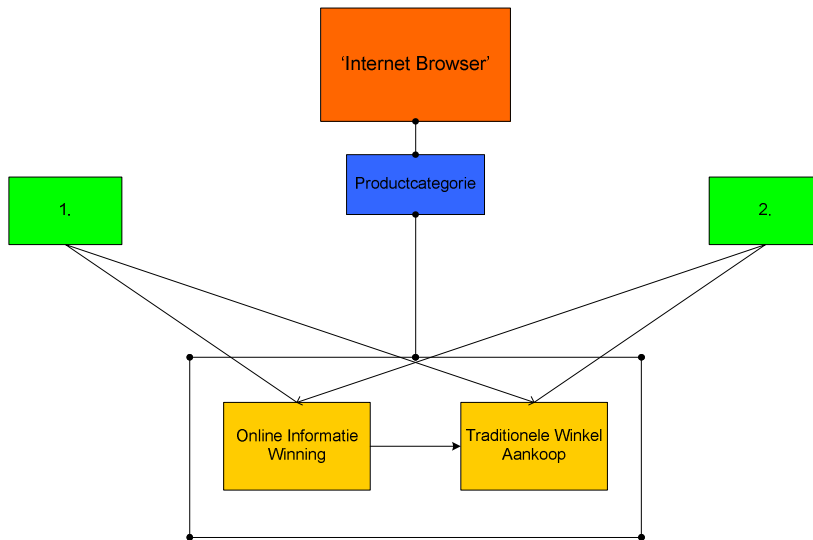 ‘Internet Browser’
Productcategorie
1.
2.
Online Informatie
Winning
Traditionele Winkel
Aankoop